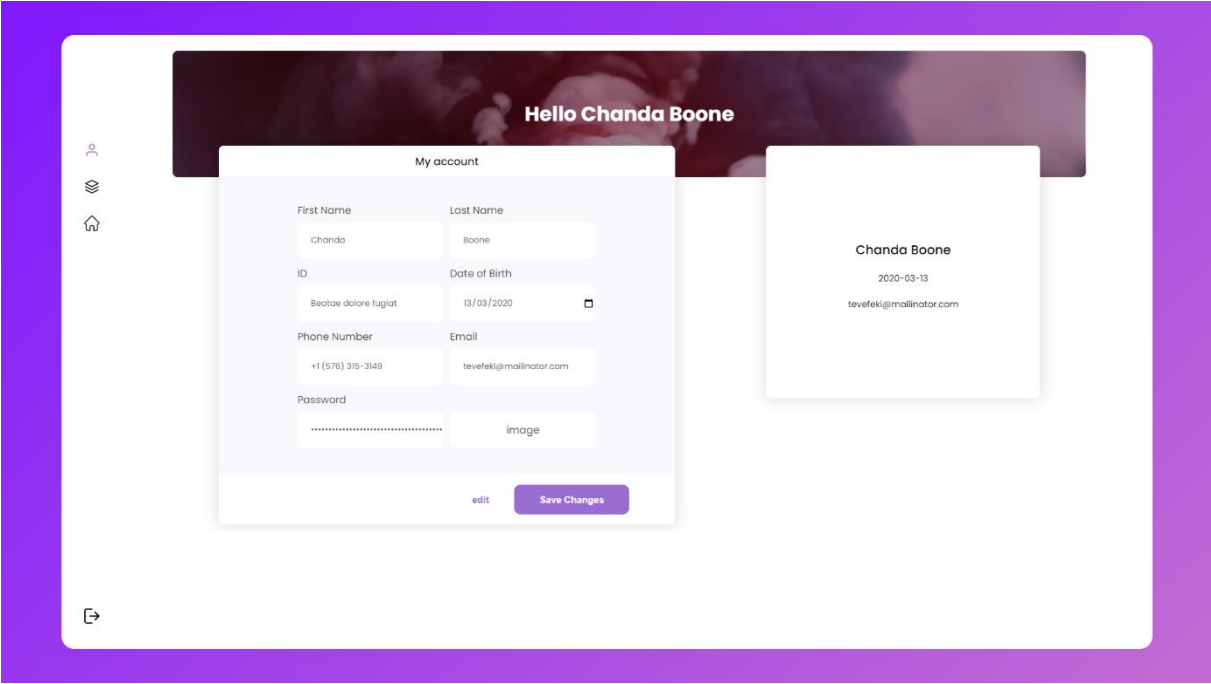 Hello Chanda Boone
My account
First Name Last Name
Chanda Boone
ID Date of Birth
Beatae dolore fugiat 13/03/2020
Phone Number Email
+1 (576) 315-3149 tevefeki@mailinator.com
Password
image
edit Save Changes
Chanda Boone
2020-03-13
tevefeki@mailinator.com